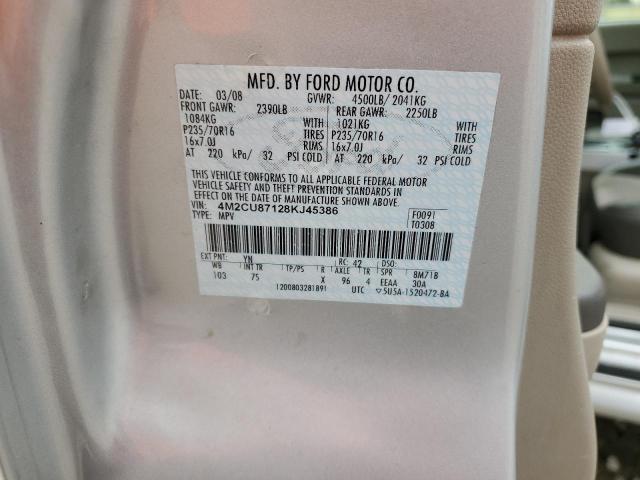 MFD. BY FORD MOTOR CO.
DATE: 03/08 GVWR: 4500LB/ 2041KG
FRONT GAWR: 2390LB REAR GAWR: 2250LB
1084KG WITH 1021KG WITH
P235/70R16 TIRES P235/70R16 TIRES
16x7.0J RIMS 16x7.0J RIMS
AT 220 kPa/ 32 PSI COLD AT 220 kPa/ 32 PSI COLD
THIS VEHICLE CONFORMS TO ALL APPLICABLE FEDERAL MOTOR
VEHICLE SAFETY AND THEFT PREVENTION STANDARDS IN
EFFECT ON THE DATE OF MANUFACTURE SHOWN ABOVE.
VIN: 4M2CU87128KJ45386 F0091
TYPE: MPV T0308
EXT PNT: YN RC: 42 DSO:
WB INT TR TP/PS R AXLE TR SPR 8M71B
103 75 X 96 4 EEAA 30A
1200803281891 UTC ▽5U5A-1520472-BA